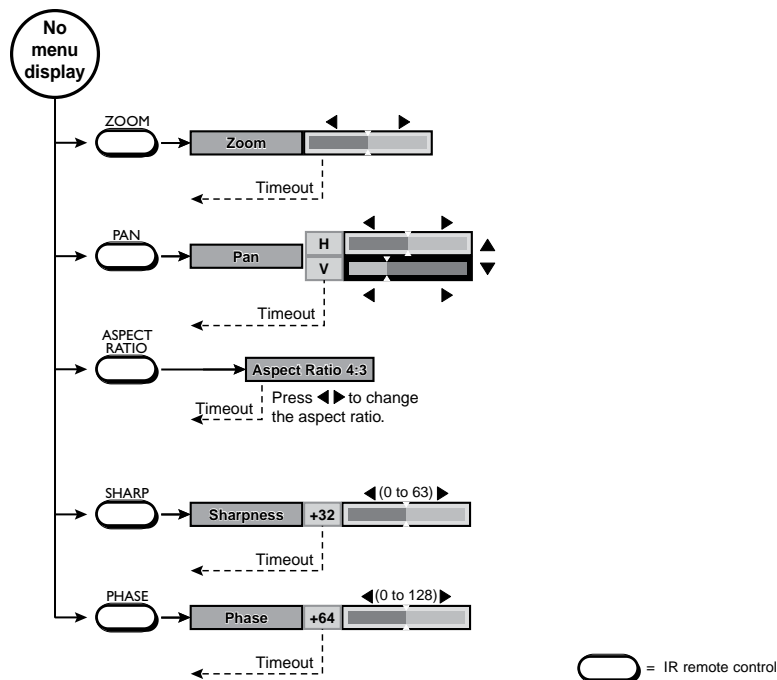 No
menu
display
ZOOM
Zoom
Timeout
PAN
Pan
H
V
Timeout
ASPECT
RATIO
Aspect Ratio 4:3
Timeout
Press ◀ ▶ to change
the aspect ratio.
SHARP
(0 to 63)
Sharpness +32
Timeout
PHASE
(0 to 128)
Phase +64
Timeout
= IR remote control